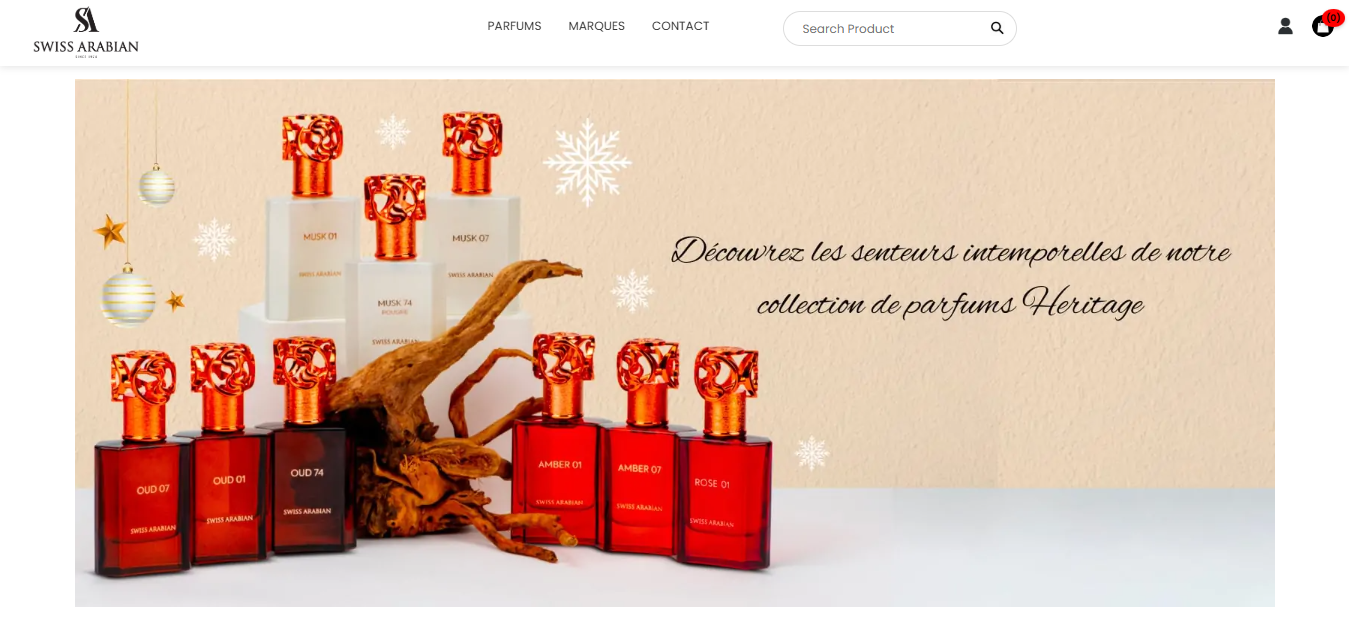 SWISS ARABIAN
SINCE 1974
PARFUMS
MARQUES
CONTACT
Search Product
(0)
MUSK 01
SWISS ARABIAN
MUSK 07
SWISS ARABIAN
MUSK 74
ROUGIRE
SWISS ARABIAN
Découvrez les senteurs intemporelles de notre
collection de parfums Heritage
OUD 07
SWISS ARABIAN
OUD 01
SWISS ARABIAN
OUD 74
SWISS ARABIAN
AMBER 01
SWISS ARABIAN
AMBER 07
SWISS ARABIAN
ROSE 01
SWISS ARABIAN